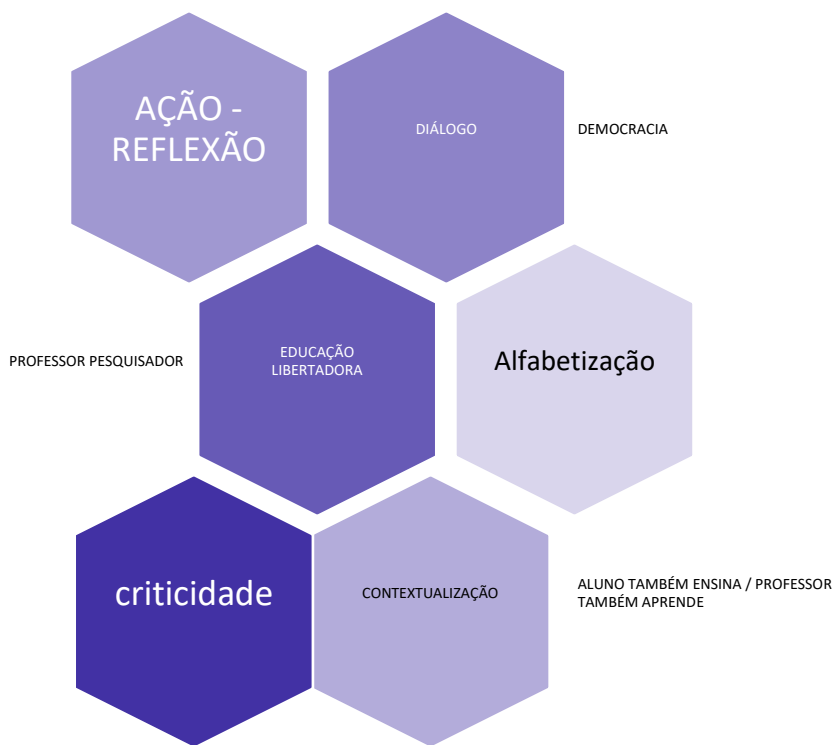 AÇÃO -
REFLEXÃO
DIÁLOGO
DEMOCRACIA
PROFESSOR PESQUISADOR
EDUCAÇÃO
LIBERTADORA
Alfabetização
criticidade
CONTEXTUALIZAÇÃO
ALUNO TAMBÉM ENSINA / PROFESSOR
TAMBÉM APRENDE